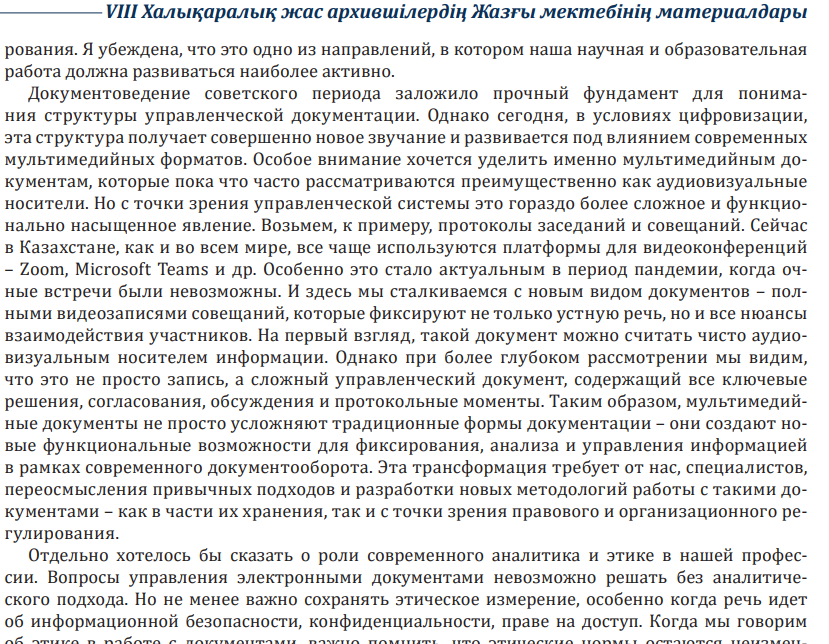 VIII Халықаралық жас архившілердің Жазғы мектебінің материалдары
рования. Я убеждена, что это одно из направлений, в котором наша научная и образовательная
работа должна развиваться наиболее активно.
Документоведение советского периода заложило прочный фундамент для понима-
ния структуры управленческой документации. Однако сегодня, в условиях цифровизации,
эта структура получает совершенно новое звучание и развивается под влиянием современных
мультимедийных форматов. Особое внимание хочется уделить именно мультимедийным до-
кументам, которые пока что часто рассматриваются преимущественно как аудиовизуальные
носители. Но с точки зрения управленческой системы это гораздо более сложное и функцио-
нально насыщенное явление. Возьмем, к примеру, протоколы заседаний и совещаний. Сейчас
в Казахстане, как и во всем мире, все чаще используются платформы для видеоконференций
– Zoom, Microsoft Teams и др. Особенно это стало актуальным в период пандемии, когда оч-
ные встречи были невозможны. И здесь мы сталкиваемся с новым видом документов – пол-
ными видеозаписями совещаний, которые фиксируют не только устную речь, но и все нюансы
взаимодействия участников. На первый взгляд, такой документ можно считать чисто аудио-
визуальным носителем информации. Однако при более глубоком рассмотрении мы видим,
что это не просто запись, а сложный управленческий документ, содержащий все ключевые
решения, согласования, обсуждения и протокольные моменты. Таким образом, мультимедий-
ные документы не просто усложняют традиционные формы документации – они создают но-
вые функциональные возможности для фиксирования, анализа и управления информацией
в рамках современного документооборота. Эта трансформация требует от нас, специалистов,
переосмысления привычных подходов и разработки новых методологий работы с такими до-
кументами – как в части их хранения, так и с точки зрения правового и организационного ре-
гулирования.
Отдельно хотелось бы сказать о роли современного аналитика и этике в нашей профес-
сии. Вопросы управления электронными документами невозможно решать без аналитиче-
ского подхода. Но не менее важно сохранять этическое измерение, особенно когда речь идет
об информационной безопасности, конфиденциальности, праве на доступ. Когда мы говорим
об этике в работе с документами, важно помнить, что этические нормы остаются неизмен-